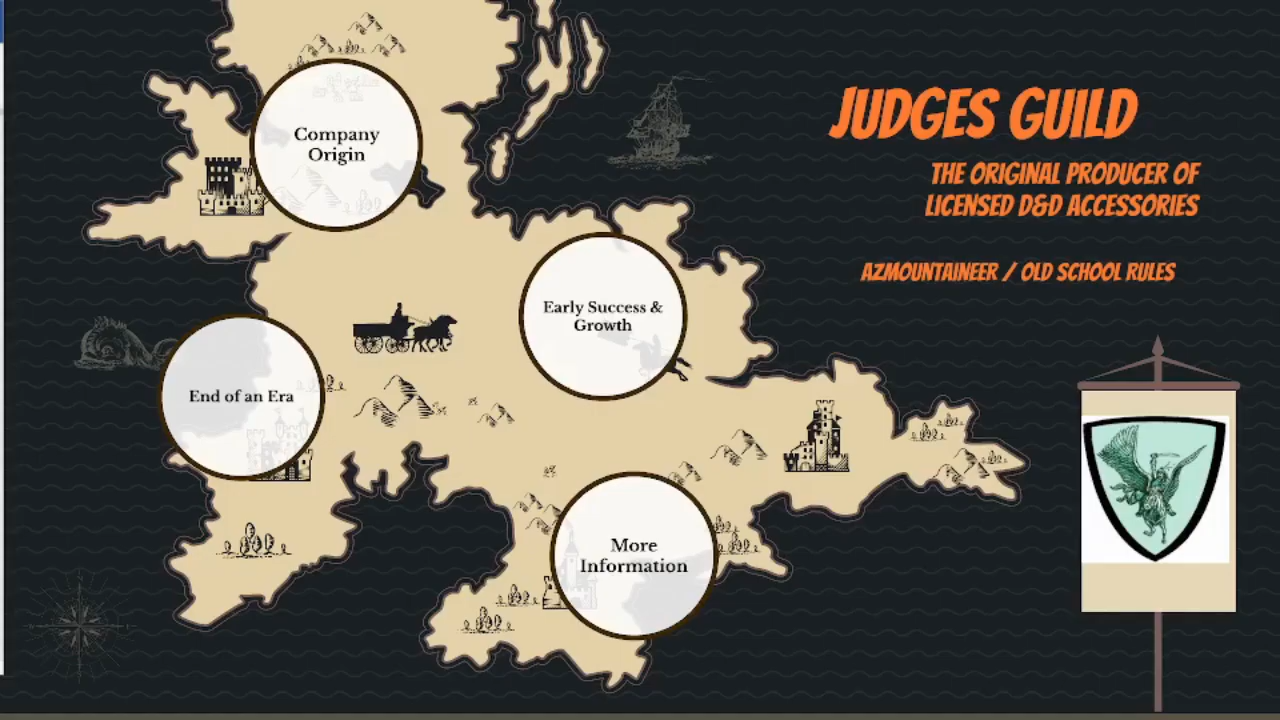 JUDGES GUILD
THE ORIGINAL PRODUCER OF
LICENSED D&D ACCESSORIES
AZMOUNTAINEER / OLD SCHOOL RULES
Company
Origin
Early Success &
Growth
End of an Era
More
Information